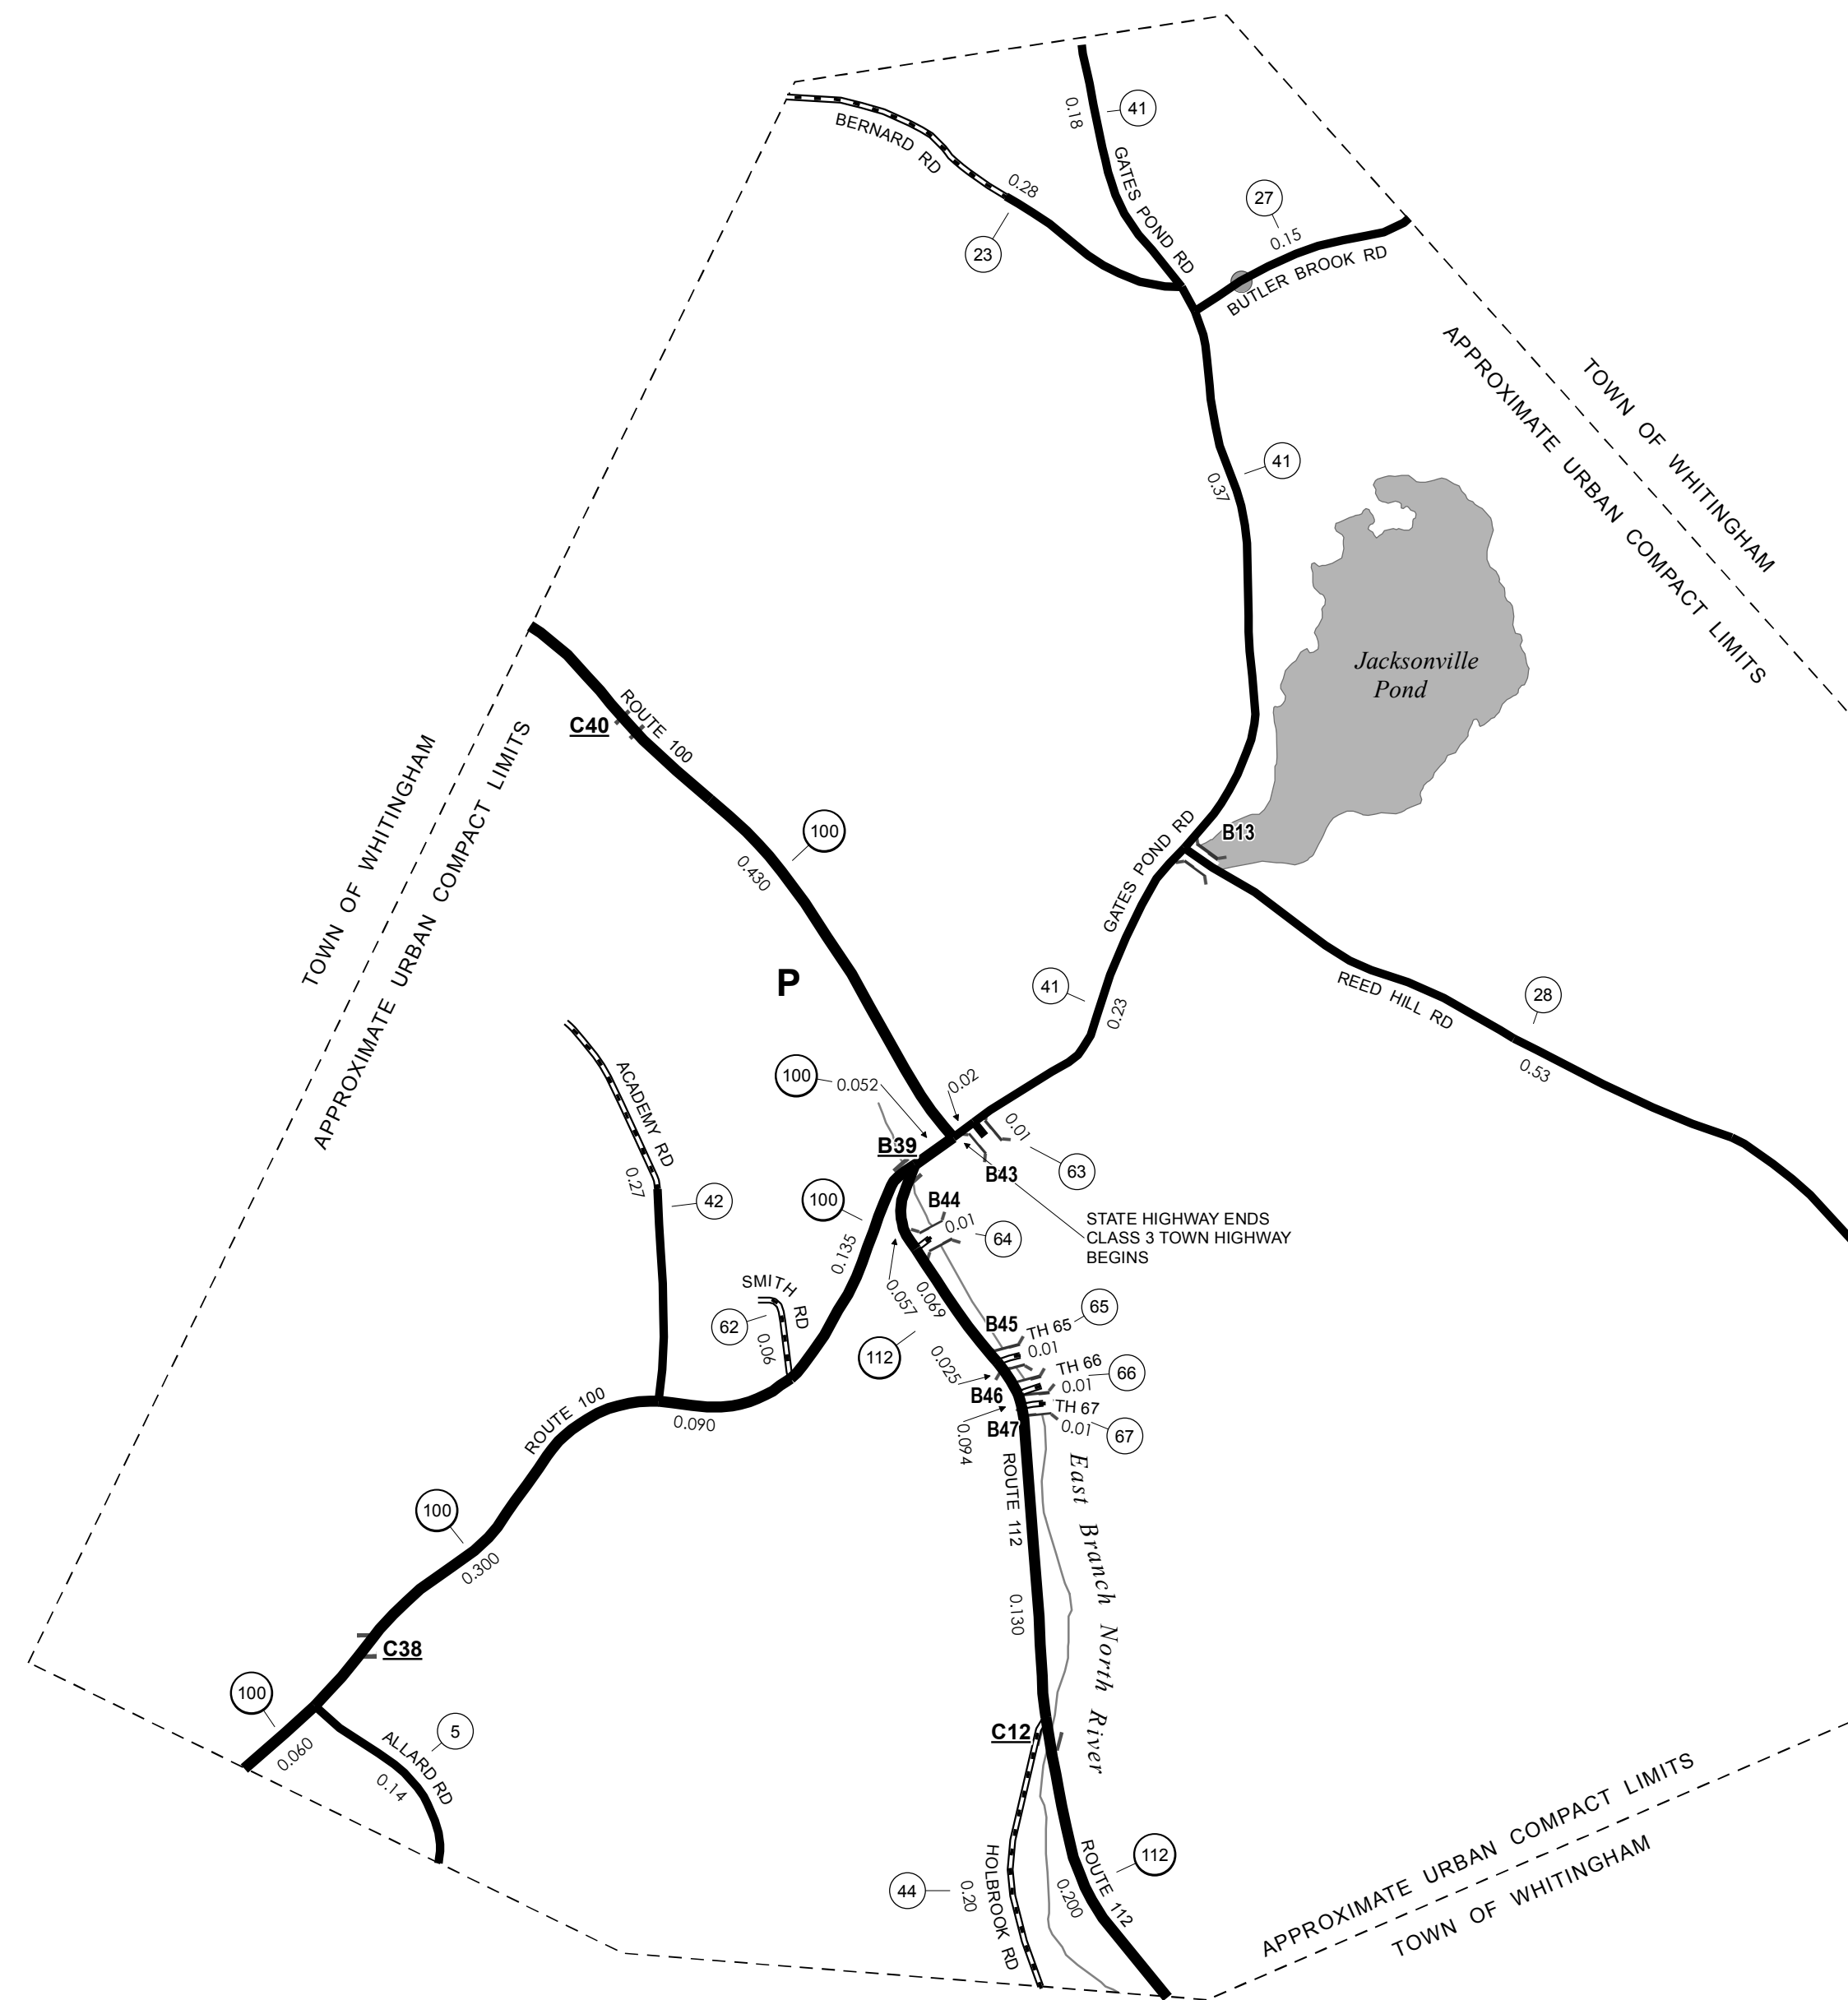 41
0.18
BERNARD RD
GATES POND RD
0.28
27
0.15
23
BUTLER BROOK RD
TOWN OF WHITINGHAM
APPROXIMATE URBAN COMPACT LIMITS
41
0.37
Jacksonville
Pond
ROUTE 100
C40
TOWN OF WHITINGHAM
APPROXIMATE URBAN COMPACT LIMITS
100
0.430
B13
GATES POND RD
P
41
0.23
REED HILL RD
28
0.53
100
0.052
0.02
ACADEMY RD
0.27
42
B39
0.01
B43
63
100
B44
0.01
64
STATE HIGHWAY ENDS
CLASS 3 TOWN HIGHWAY
BEGINS
0.135
SMITH RD
62
0.06
0.057
0.069
112
B45
TH 65
65
0.01
0.025
TH 66
66
0.01
B46
TH 67
67
0.01
B47
0.094
ROUTE 100
0.090
ROUTE 112
East Branch North River
100
0.300
0.130
C38
100
0.060
ALLARD RD
5
0.14
C12
HOLBROOK RD
44
0.20
ROUTE 112
112
0.200
APPROXIMATE URBAN COMPACT LIMITS
TOWN OF WHITINGHAM